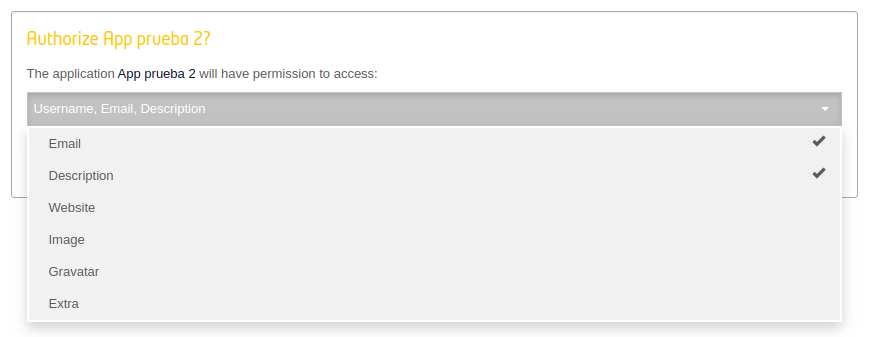 Authorize App prueba 2?
The application App prueba 2 will have permission to access:
Username, Email, Description
Email
Description
Website
Image
Gravatar
Extra